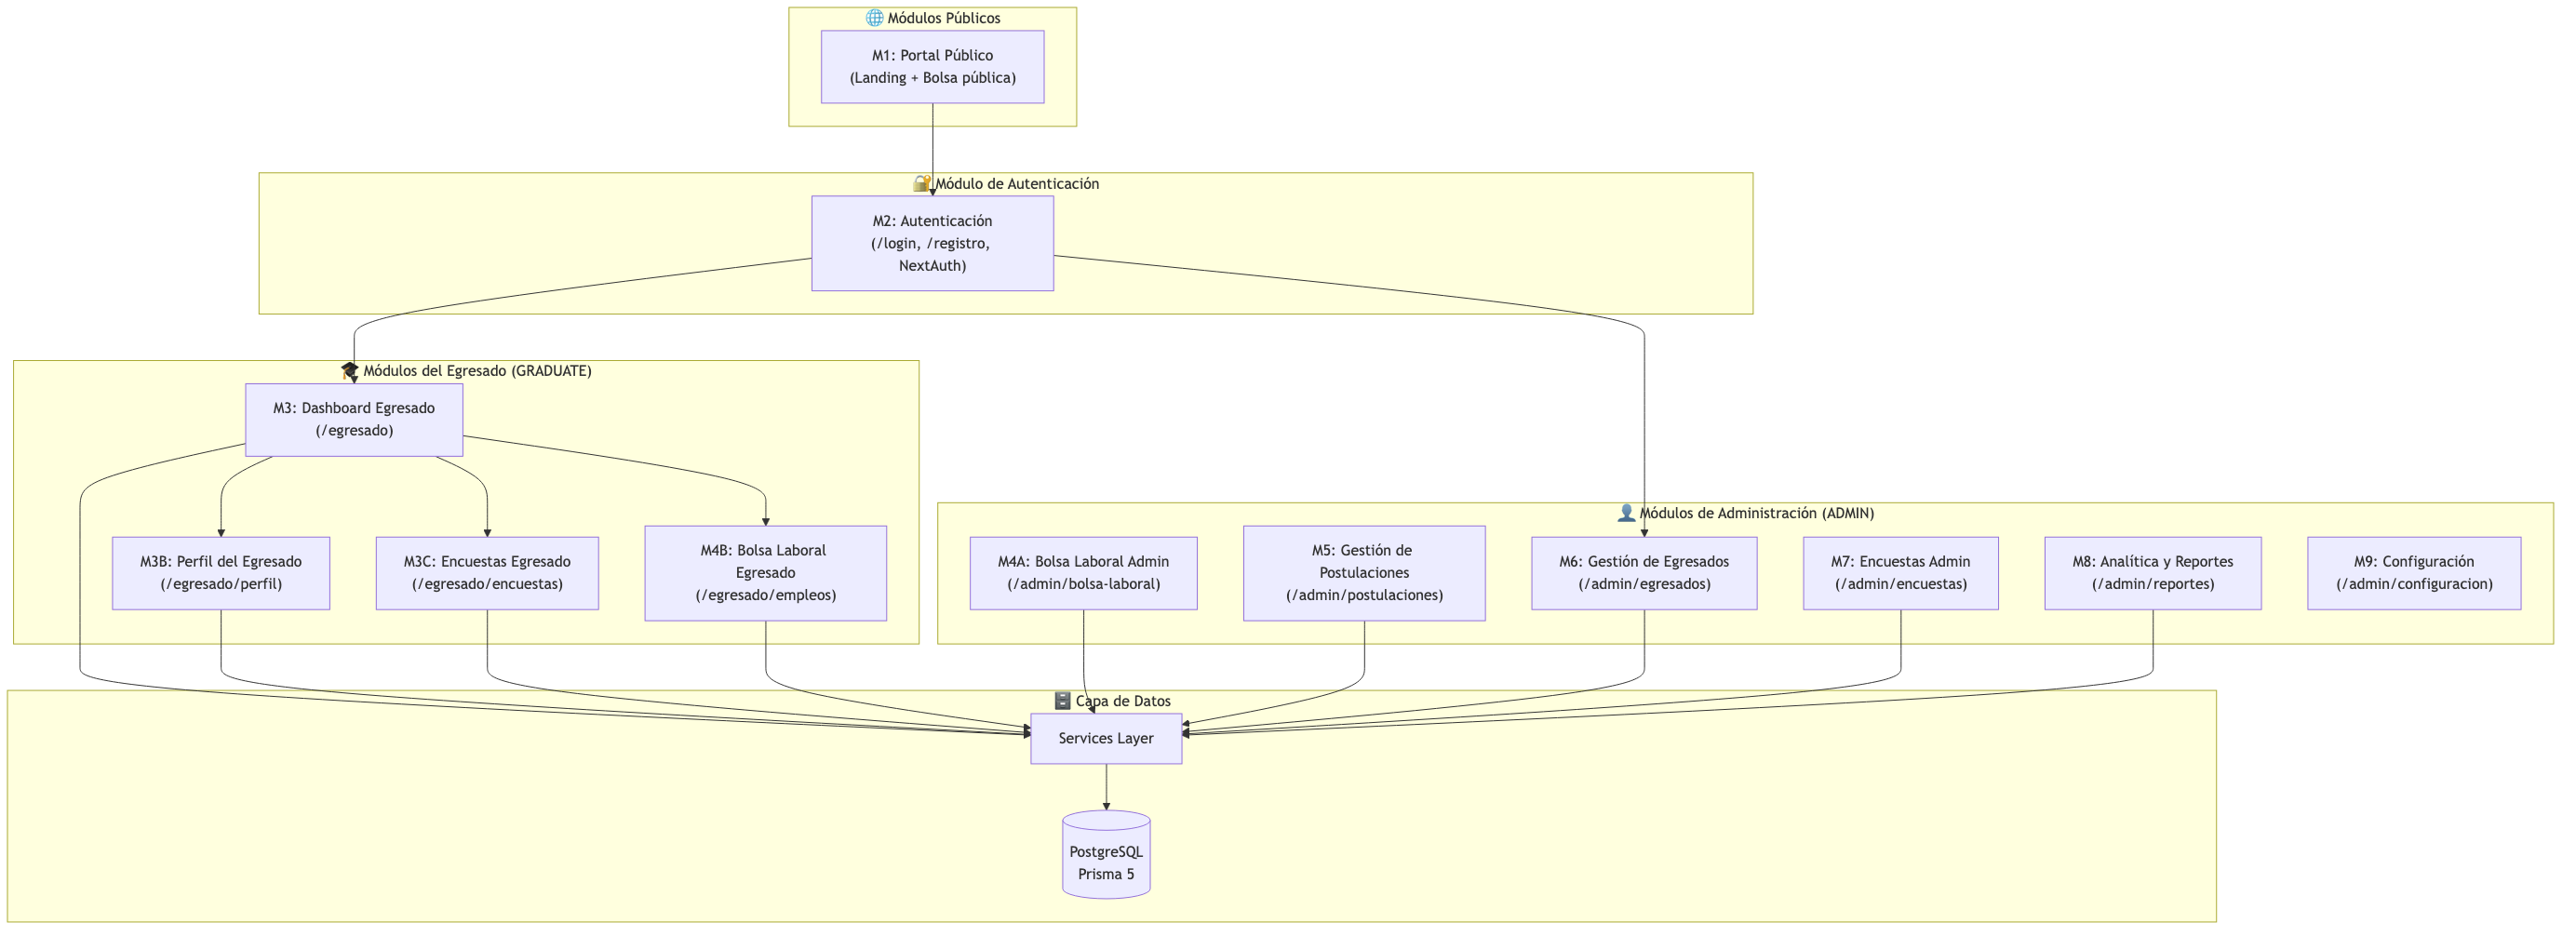 🌐 Módulos Públicos
M1: Portal Público
(Landing + Bolsa pública)
🔐 Módulo de Autenticación
M2: Autenticación
(/login, /registro,
NextAuth)
🎓 Módulos del Egresado (GRADUATE)
M3: Dashboard Egresado
(/egresado)
M3B: Perfil del Egresado
(/egresado/perfil)
M3C: Encuestas Egresado
(/egresado/encuestas)
M4B: Bolsa Laboral
Egresado
(/egresado/empleos)
👤 Módulos de Administración (ADMIN)
M4A: Bolsa Laboral Admin
(/admin/bolsa-laboral)
M5: Gestión de
Postulaciones
(/admin/postulaciones)
M6: Gestión de Egresados
(/admin/egresados)
M7: Encuestas Admin
(/admin/encuestas)
M8: Analítica y Reportes
(/admin/reportes)
M9: Configuración
(/admin/configuracion)
🗄️ Capa de Datos
Services Layer
PostgreSQL
Prisma 5